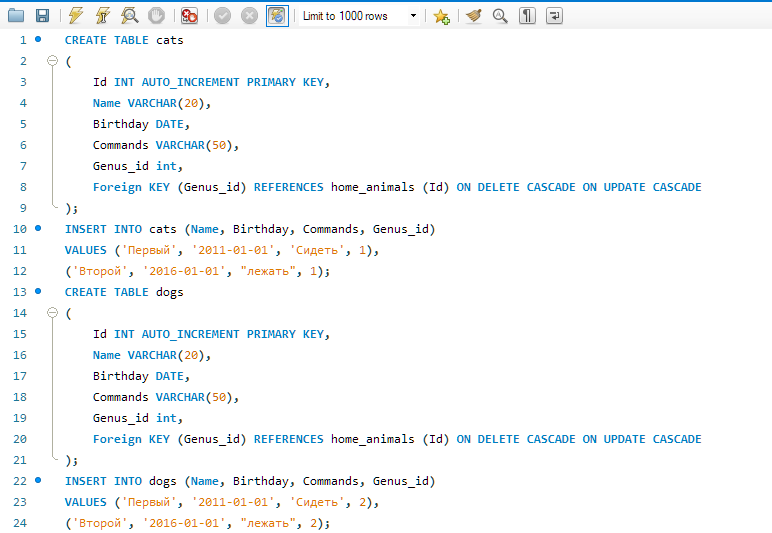 Limit to 1000 rows
1 CREATE TABLE cats
2 (
3 Id INT AUTO_INCREMENT PRIMARY KEY,
4 Name VARCHAR(20),
5 Birthday DATE,
6 Commands VARCHAR(50),
7 Genus_id int,
8 Foreign KEY (Genus_id) REFERENCES home_animals (Id) ON DELETE CASCADE ON UPDATE CASCADE
9 );
10 INSERT INTO cats (Name, Birthday, Commands, Genus_id)
11 VALUES ('Первый', '2011-01-01', 'Сидеть', 1),
12 ('Второй', '2016-01-01', "лежать", 1);
13 CREATE TABLE dogs
14 (
15 Id INT AUTO_INCREMENT PRIMARY KEY,
16 Name VARCHAR(20),
17 Birthday DATE,
18 Commands VARCHAR(50),
19 Genus_id int,
20 Foreign KEY (Genus_id) REFERENCES home_animals (Id) ON DELETE CASCADE ON UPDATE CASCADE
21 );
22 INSERT INTO dogs (Name, Birthday, Commands, Genus_id)
23 VALUES ('Первый', '2011-01-01', 'Сидеть', 2),
24 ('Второй', '2016-01-01', "лежать", 2);